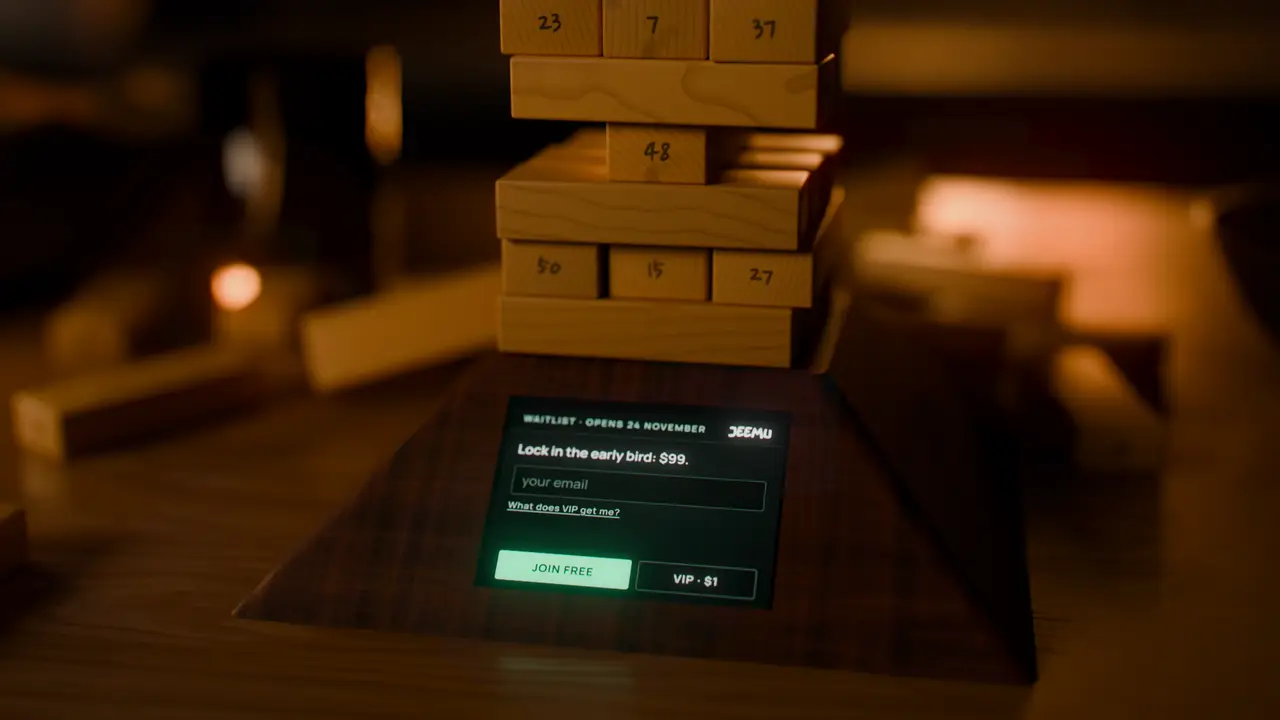 23 7 37
48
50 15 27
WAITLIST · OPENS 24 NOVEMBER JEEMU
Lock in the early bird: $99.
your email
What does VIP get me?
JOIN FREE VIP · $1